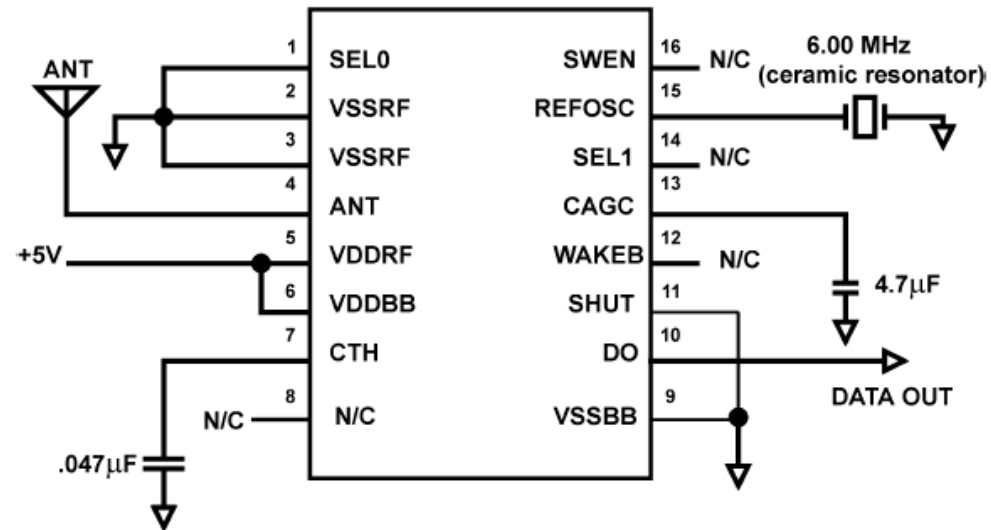 ANT
+5V
N/C
.047μF
1
2
3
4
5
6
7
8
SEL0
VSSRF
VSSRF
ANT
VDDRF
VDDBB
CTH
N/C
SWEN
REFOSC
SEL1
CAGC
WAKEB
SHUT
DO
VSSBB
16
15
14
13
12
11
10
9
N/C
6.00 MHz
(ceramic resonator)
N/C
N/C
4.7μF
DATA OUT